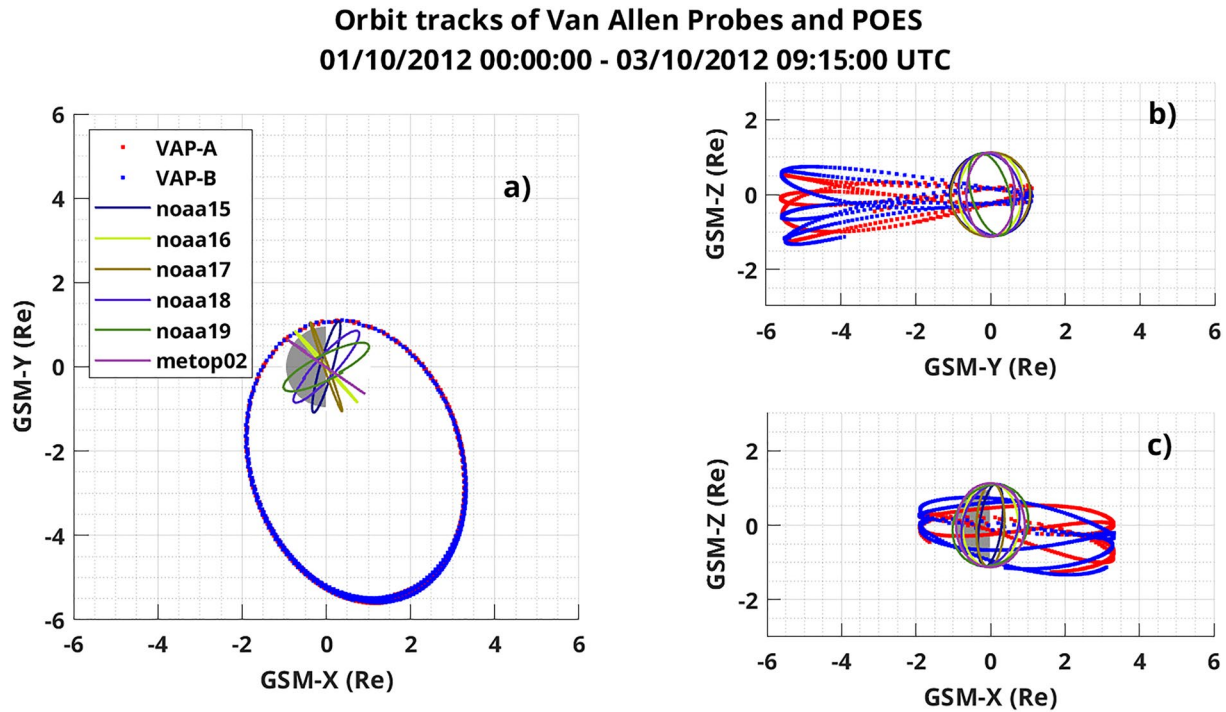 Orbit tracks of Van Allen Probes and POES
01/10/2012 00:00:00 - 03/10/2012 09:15:00 UTC
6
4
2
0
-2
-4
-6
GSM-Y (Re)
VAP-A
VAP-B
noaa15
noaa16
noaa17
noaa18
noaa19
metop02
a)
-6 -4 -2 0 2 4 6
GSM-X (Re)
2
0
-2
GSM-Z (Re)
b)
-6 -4 -2 0 2 4 6
GSM-Y (Re)
2
0
-2
GSM-Z (Re)
c)
-6 -4 -2 0 2 4 6
GSM-X (Re)